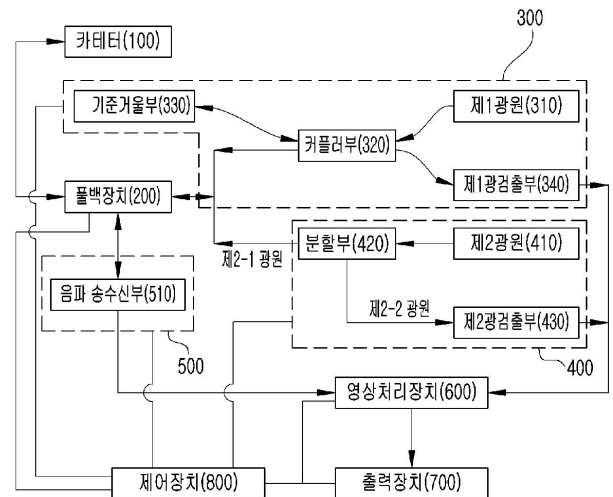 300
카테터(100)
기준거울부(330)
제1광원(310)
커플러부(320)
제1광검출부(340)
풀백장치(200)
분할부(420)
제2광원(410)
제2-1 광원
음파 송수신부(510)
제2-2 광원
제2광검출부(430)
500
400
영상처리장치(600)
제어장치(800)
출력장치(700)